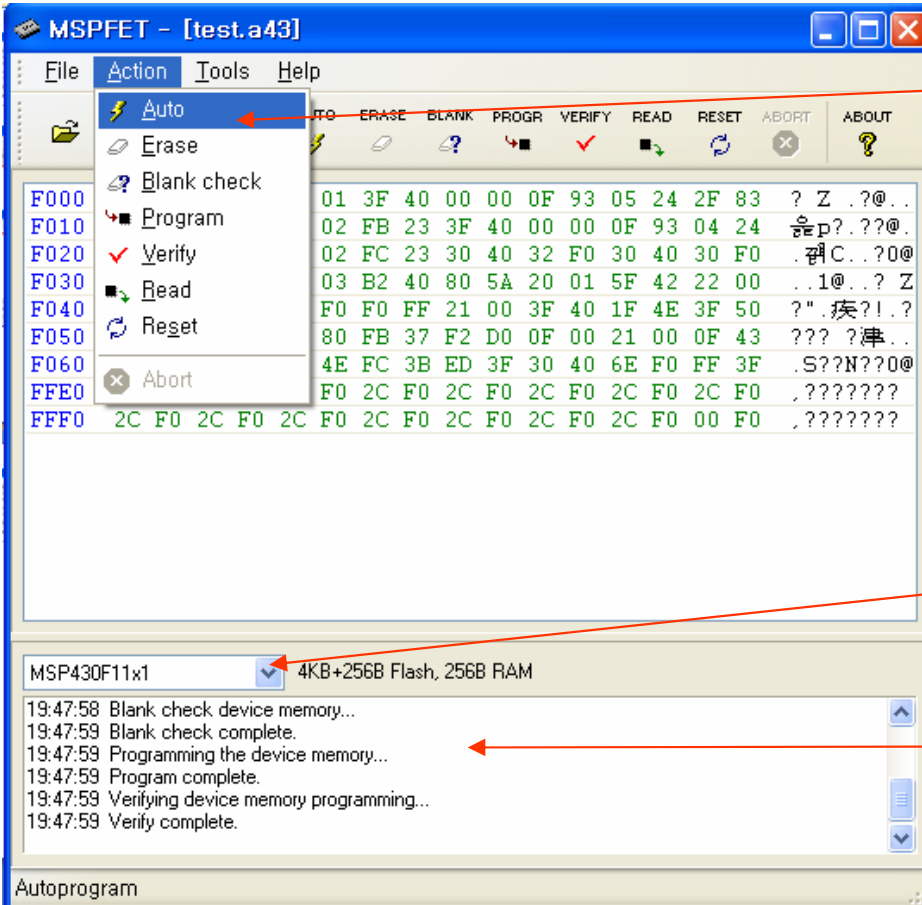 MSPFET - [test.a43]
File Action Tools Help
Auto
Erase
Blank check
Program
Verify
Read
Reset
Abort
ERASE BLANK PROGR VERIFY READ RESET ABORT ABOUT
F000 01 3F 40 00 00 0F 93 05 24 2F 83 ? Z .?@..
F010 02 FB 23 3F 40 00 00 0F 93 04 24 p?.??@.
F020 02 FC 23 30 40 32 F0 30 40 30 F0 C..?0@
F030 03 B2 40 80 5A 20 01 5F 42 22 00 ..1@..? Z
F040 F0 F0 FF 21 00 3F 40 1F 4E 3F 50 ?".疾?!.?
F050 80 FB 37 F2 D0 0F 00 21 00 0F 43 ??? ?津..
F060 4E FC 3B ED 3F 30 40 6E F0 FF 3F .S??N??0@
FFE0 F0 2C F0 2C F0 2C F0 2C F0 2C F0 ,???????
FFF0 2C F0 2C F0 2C F0 2C F0 2C F0 2C F0 2C F0 00 F0 ,???????
MSP430F11x1 4KB+256B Flash, 256B RAM
19:47:58 Blank check device memory...
19:47:59 Blank check complete.
19:47:59 Programming the device memory...
19:47:59 Program complete.
19:47:59 Verifying device memory programming...
19:47:59 Verify complete.
Autoprogram